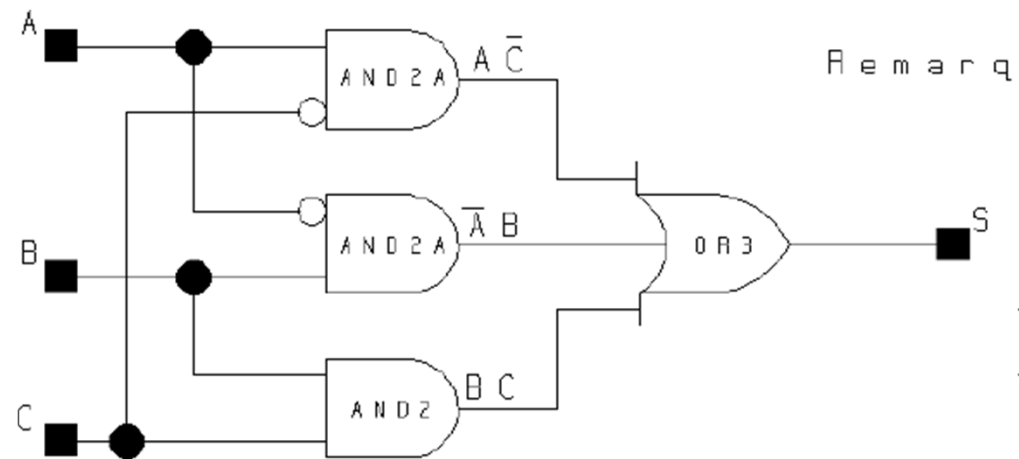 A
AND2A
A C̅
Remarq
B
AND2A
A̅ B
OR3
S
C
AND2
B C